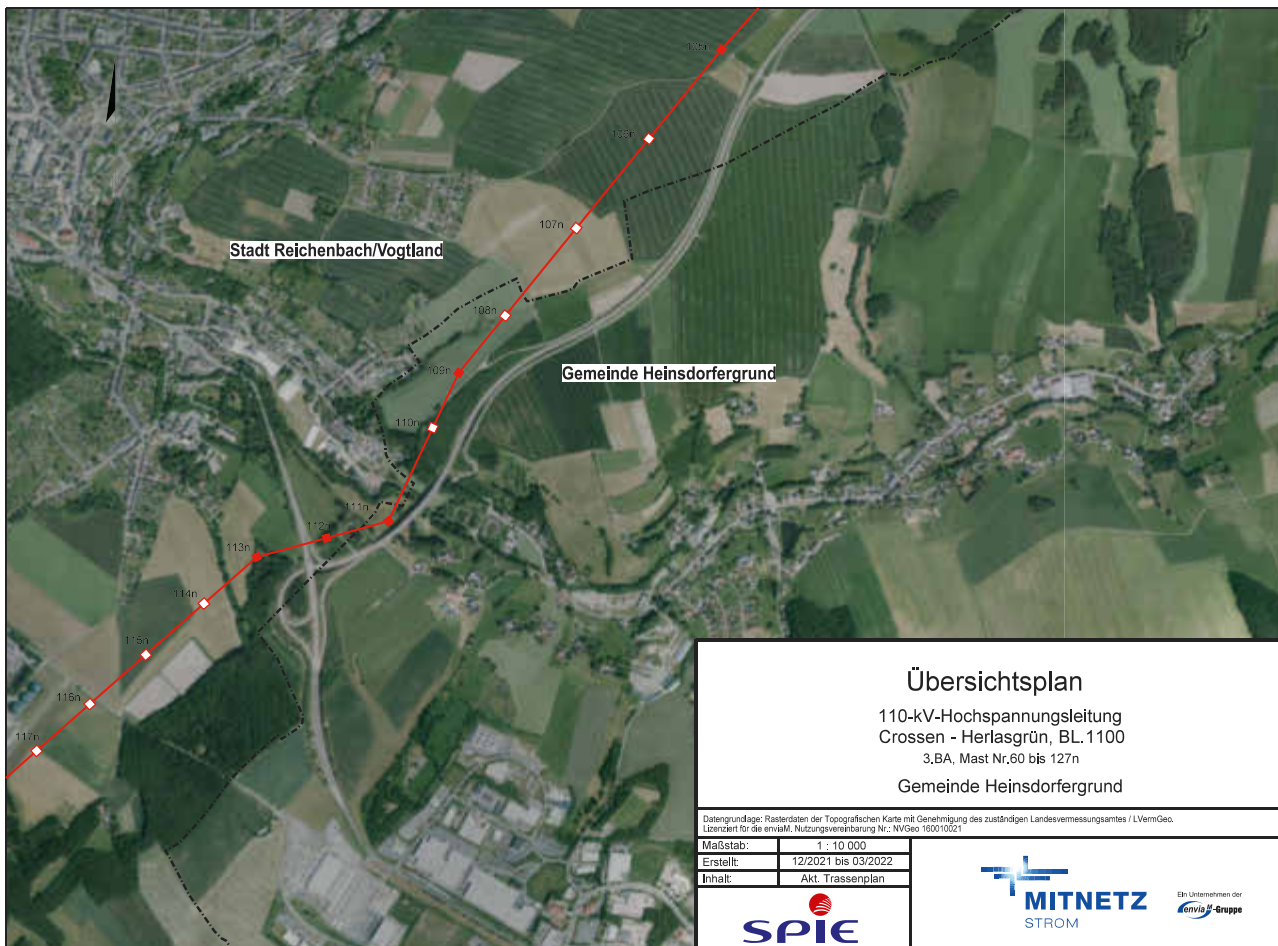 105n
106n
107n
Stadt Reichenbach/Vogtland
108n
109n
Gemeinde Heinsdorfergrund
110n
111n
112n
113n
114n
115n
116n
117n
Übersichtsplan
110-kV-Hochspannungsleitung
Crossen - Herlasgrün, BL.1100
3.BA, Mast Nr.60 bis 127n
Gemeinde Heinsdorfergrund
Datengrundlage: Rasterdaten der Topografischen Karte mit Genehmigung des zuständigen Landesvermessungsamtes / LVermGeo.
Lizenziert für die enviaM. Nutzungsvereinbarung Nr.: NVGeo 160010021
Maßstab: 1 : 10 000
Erstellt: 12/2021 bis 03/2022
Inhalt: Akt. Trassenplan
SPIE
MITNETZ
STROM
Ein Unternehmen der
enviaM-Gruppe